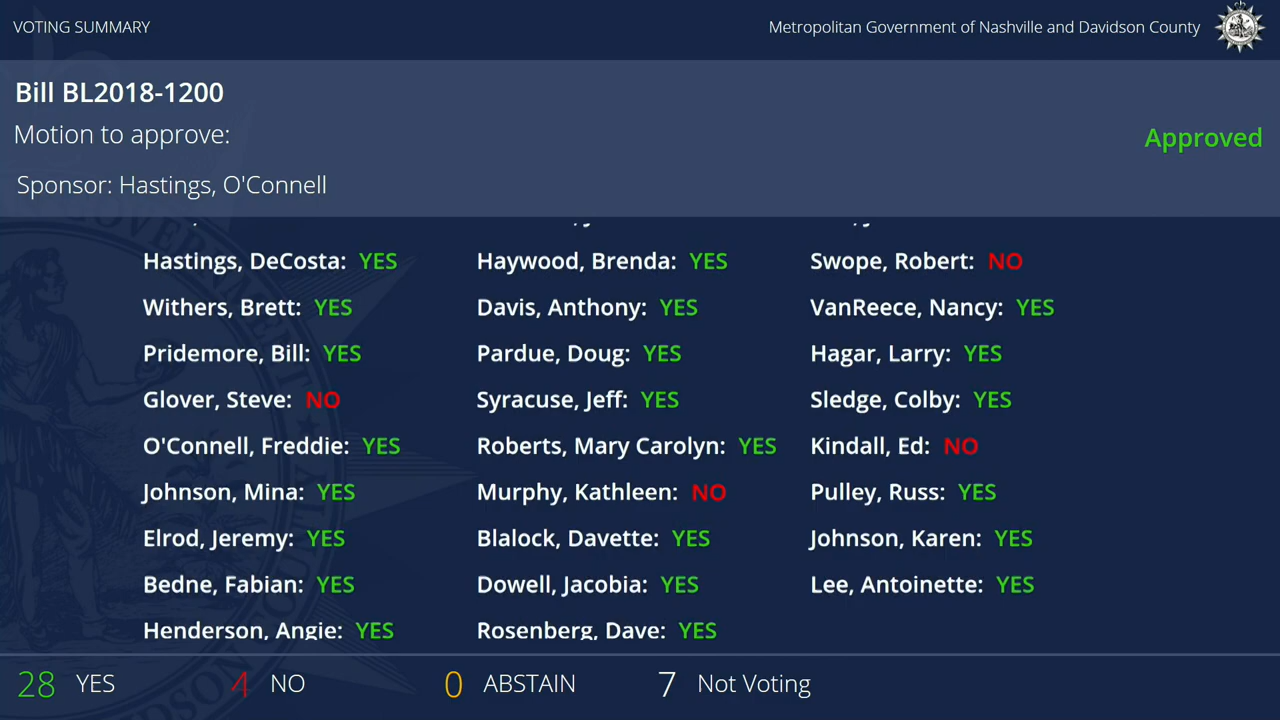 VOTING SUMMARY
Metropolitan Government of Nashville and Davidson County
Bill BL2018-1200
Motion to approve:
Approved
Sponsor: Hastings, O'Connell
Hastings, DeCosta: YES Haywood, Brenda: YES Swope, Robert: NO
Withers, Brett: YES Davis, Anthony: YES VanReece, Nancy: YES
Pridemore, Bill: YES Pardue, Doug: YES Hagar, Larry: YES
Glover, Steve: NO Syracuse, Jeff: YES Sledge, Colby: YES
O'Connell, Freddie: YES Roberts, Mary Carolyn: YES Kindall, Ed: NO
Johnson, Mina: YES Murphy, Kathleen: NO Pulley, Russ: YES
Elrod, Jeremy: YES Blalock, Davette: YES Johnson, Karen: YES
Bedne, Fabian: YES Dowell, Jacobia: YES Lee, Antoinette: YES
Henderson, Angie: YES Rosenberg, Dave: YES
28 YES 4 NO 0 ABSTAIN 7 Not Voting